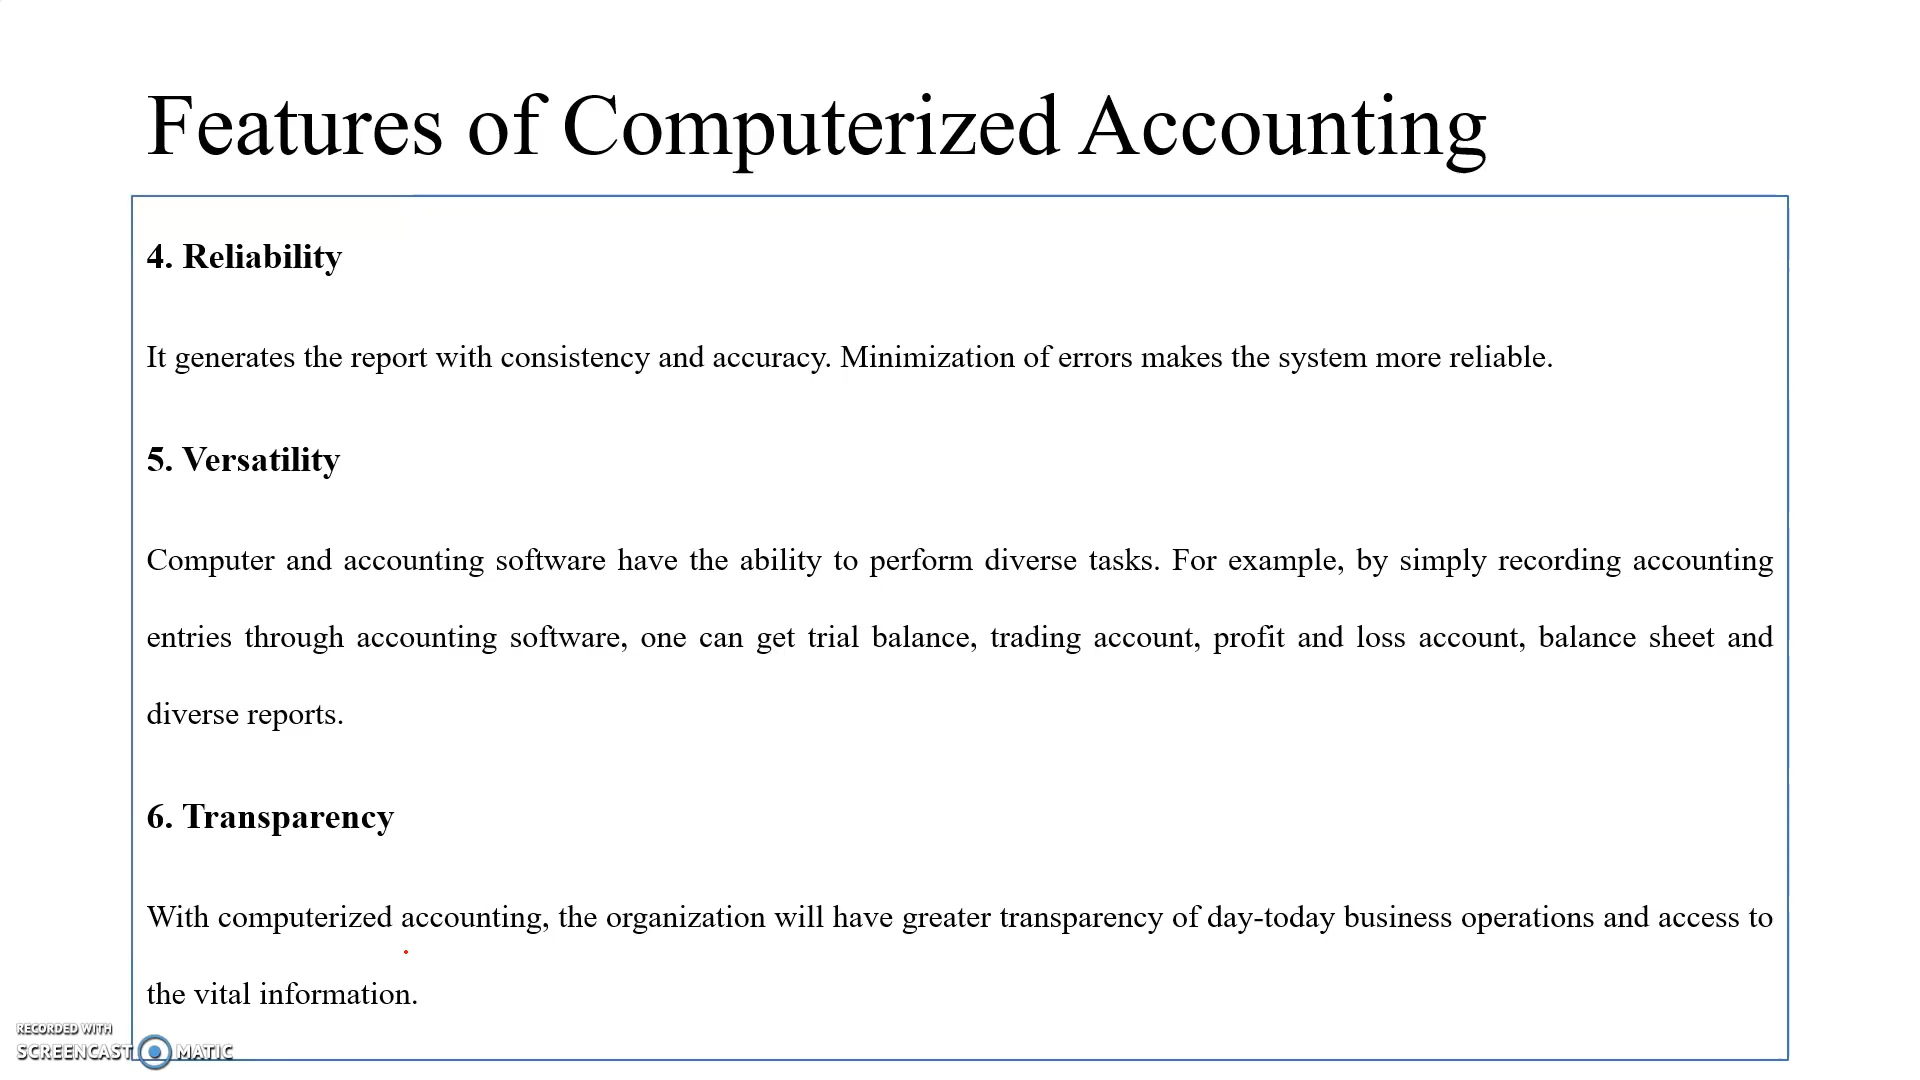 Features of Computerized Accounting
4. Reliability
It generates the report with consistency and accuracy. Minimization of errors makes the system more reliable.
5. Versatility
Computer and accounting software have the ability to perform diverse tasks. For example, by simply recording accounting
entries through accounting software, one can get trial balance, trading account, profit and loss account, balance sheet and
diverse reports.
6. Transparency
With computerized accounting, the organization will have greater transparency of day-today business operations and access to
the vital information.
RECORDED WITH
SCREENCAST MATIC